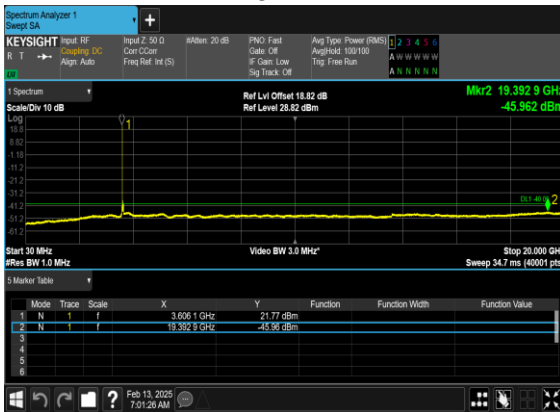 Spectrum Analyzer 1
Swept SA
+
KEYSIGHT Input: RF Input Z: 50 Ω #Atten: 20 dB PNO: Fast Avg Type: Power (RMS) 1 2 3 4 5 6
R T Coupling: DC Corr CCorr Gate: Off Avg|Hold: 100/100 A W W W W W
Align: Auto Freq Ref: Int (S) IF Gain: Low Trig: Free Run
Sig Track: Off A N N N N N
1 Spectrum Ref Lvl Offset 18.82 dB Mkr2 19.392 9 GHz
Scale/Div 10 dB Ref Level 28.82 dBm -45.962 dBm
Log
18.8
8.82
-1.18
-11.2
-21.2
-31.2
-41.2
-51.2
-61.2
1
2
Start 30 MHz Video BW 3.0 MHz* Stop 20.000 GH
#Res BW 1.0 MHz Sweep 34.7 ms (40001 pts
5 Marker Table
Mode Trace Scale X Y Function Function Width Function Value
1 N 1 f 3.606 1 GHz 21.77 dBm
2 N 1 f 19.392 9 GHz -45.96 dBm
3
4
5
6
? Feb 13, 2025
7:01:26 AM